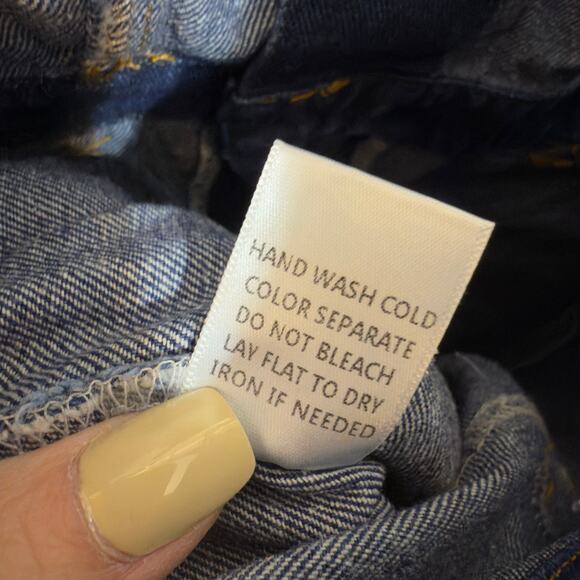 HAND WASH COLD
COLOR SEPARATE
DO NOT BLEACH
LAY FLAT TO DRY
IRON IF NEEDED